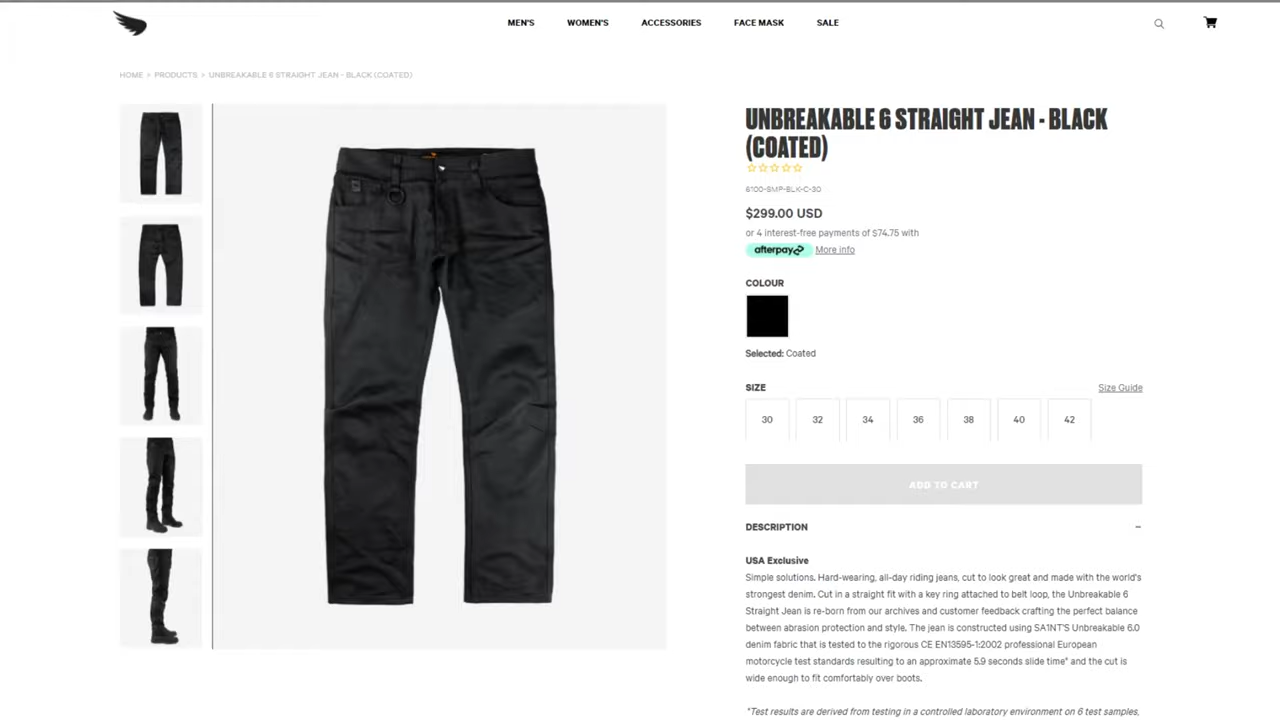 MEN'S WOMEN'S ACCESSORIES FACE MASK SALE
HOME > PRODUCTS > UNBREAKABLE 6 STRAIGHT JEAN - BLACK (COATED)
UNBREAKABLE 6 STRAIGHT JEAN - BLACK
(COATED)
6100-SMP-BLK-C-30
$299.00 USD
or 4 interest-free payments of $74.75 with
afterpay More info
COLOUR
Selected: Coated
SIZE Size Guide
30 32 34 36 38 40 42
ADD TO CART
DESCRIPTION –
USA Exclusive
Simple solutions. Hard-wearing, all-day riding jeans, cut to look great and made with the world's
strongest denim. Cut in a straight fit with a key ring attached to belt loop, the Unbreakable 6
Straight Jean is re-born from our archives and customer feedback crafting the perfect balance
between abrasion protection and style. The jean is constructed using SA1NT'S Unbreakable 6.0
denim fabric that is tested to the rigorous CE EN13595-1:2002 professional European
motorcycle test standards resulting to an approximate 5.9 seconds slide time* and the cut is
wide enough to fit comfortably over boots.
*Test results are derived from testing in a controlled laboratory environment on 6 test samples,